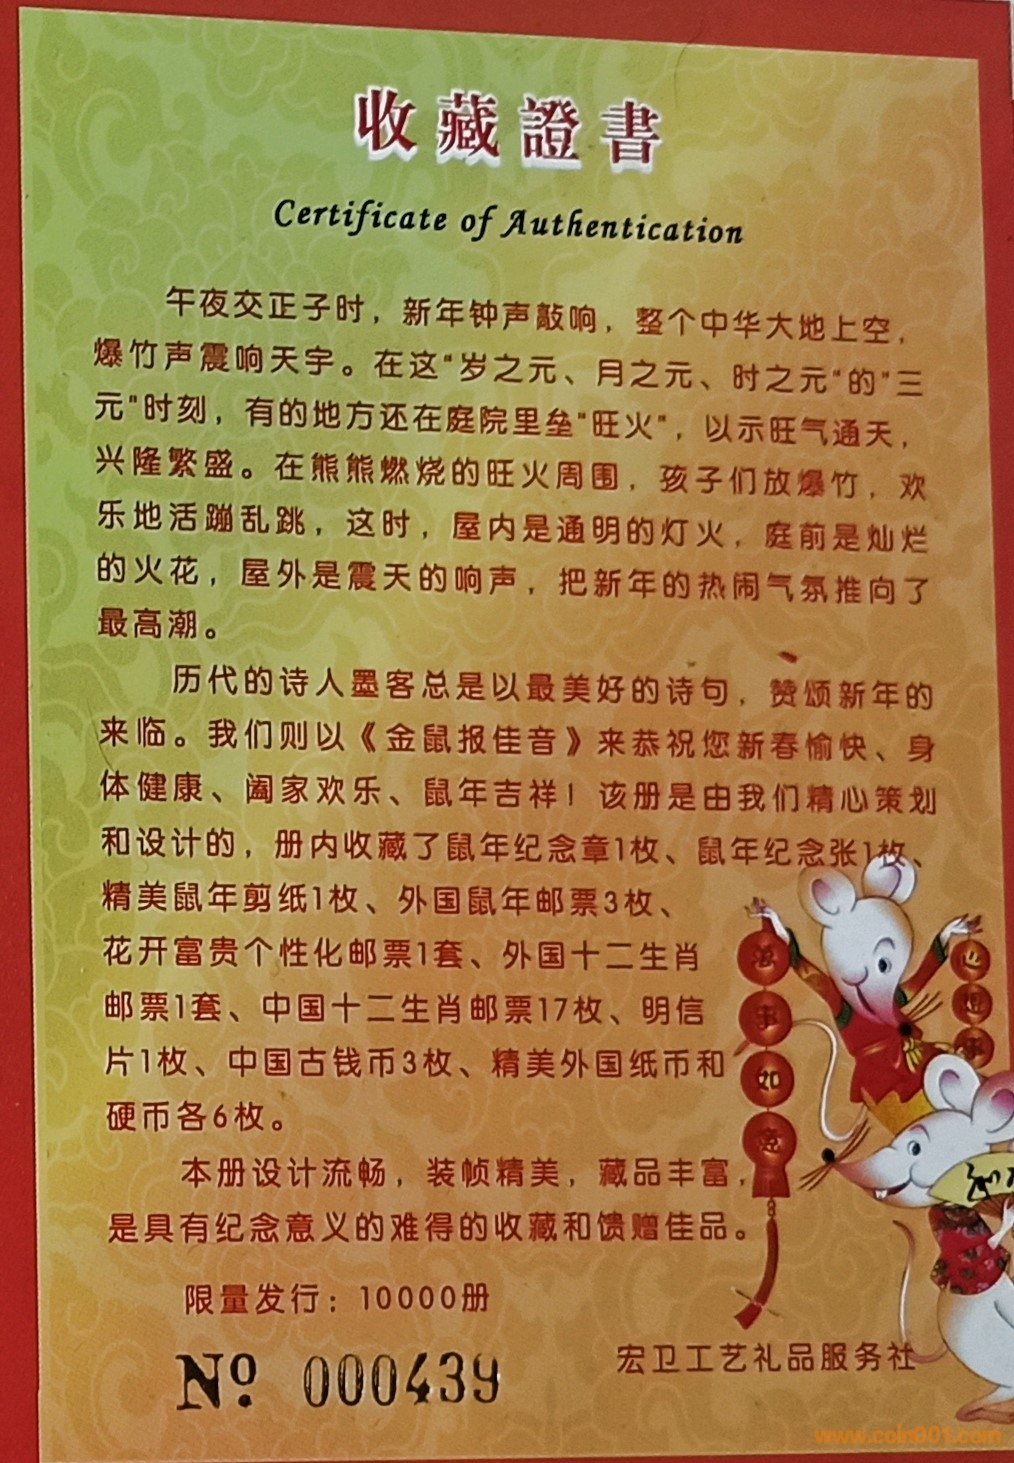 收藏證書
Certificate of Authentication
午夜交正子时，新年钟声敲响，整个中华大地上空，
爆竹声震响天宇。在这"岁之元、月之元、时之元"的"三
元"时刻，有的地方还在庭院里垒"旺火"，以示旺气通天，
兴隆繁盛。在熊熊燃烧的旺火周围，孩子们放爆竹，欢
乐地活蹦乱跳，这时，屋内是通明的灯火，庭前是灿烂
的火花，屋外是震天的响声，把新年的热闹气氛推向了
最高潮。
历代的诗人墨客总是以最美好的诗句，赞颂新年的
来临。我们则以《金鼠报佳音》来恭祝您新春愉快、身
体健康、阖家欢乐、鼠年吉祥！该册是由我们精心策划
和设计的，册内收藏了鼠年纪念章1枚、鼠年纪念张1枚、
精美鼠年剪纸1枚、外国鼠年邮票3枚、
花开富贵个性化邮票1套、外国十二生肖
邮票1套、中国十二生肖邮票17枚、明信
片1枚、中国古钱币3枚、精美外国纸币和
硬币各6枚。
本册设计流畅，装帧精美，藏品丰富，
是具有纪念意义的难得的收藏和馈赠佳品。
限量发行：10000册
Nº 000439
宏卫工艺礼品服务社
事如意
心想事
www.coin001.com